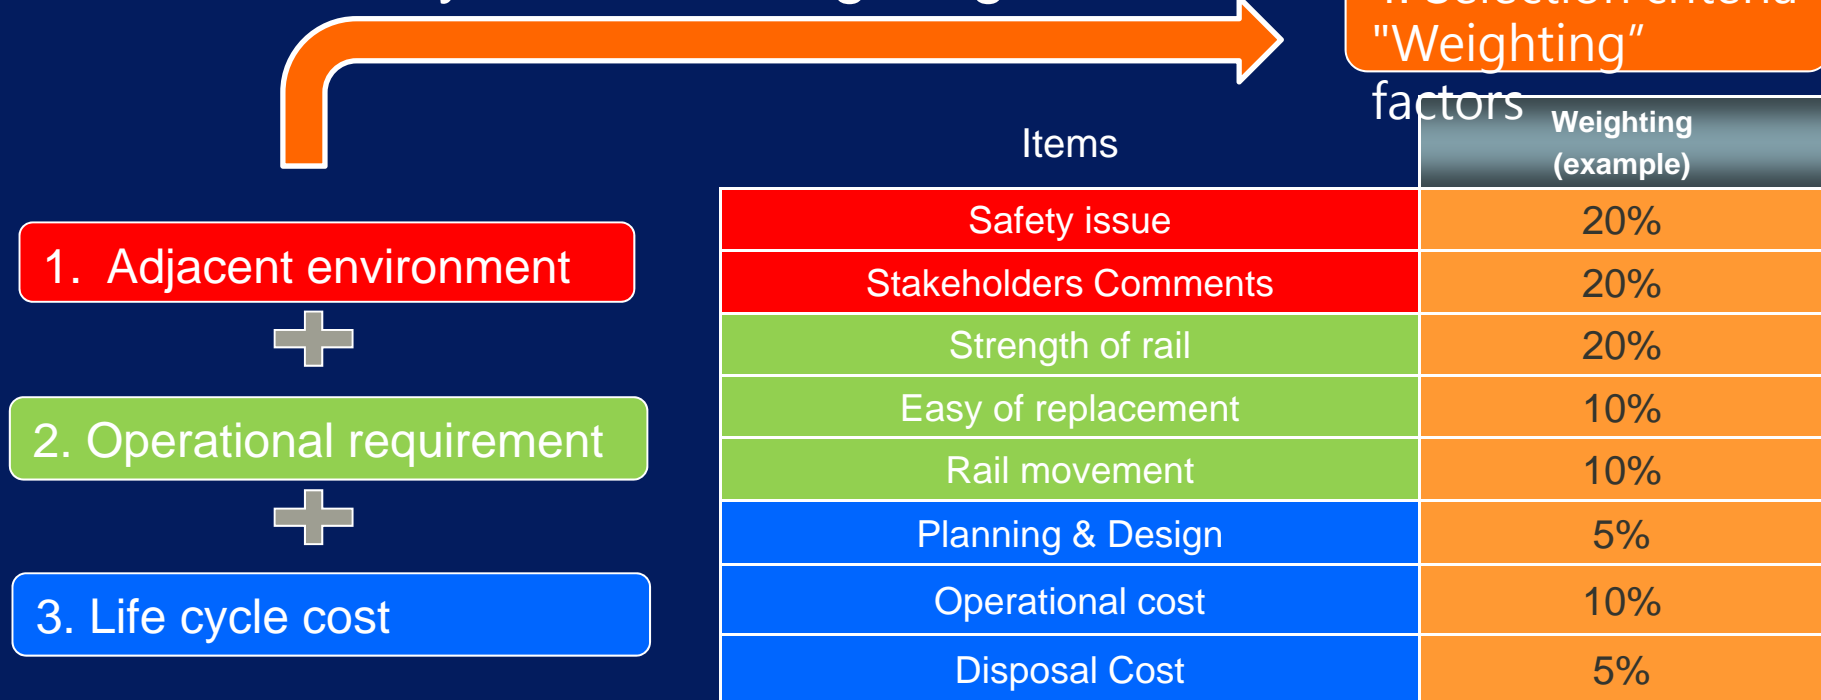 "Weighting”
factors
Items
Weighting
(example)
Safety issue
20%
1. Adjacent environment
Stakeholders Comments
20%
Strength of rail
20%
Easy of replacement
10%
2. Operational requirement
Rail movement
10%
Planning & Design
5%
3. Life cycle cost
Operational cost
10%
Disposal Cost
5%